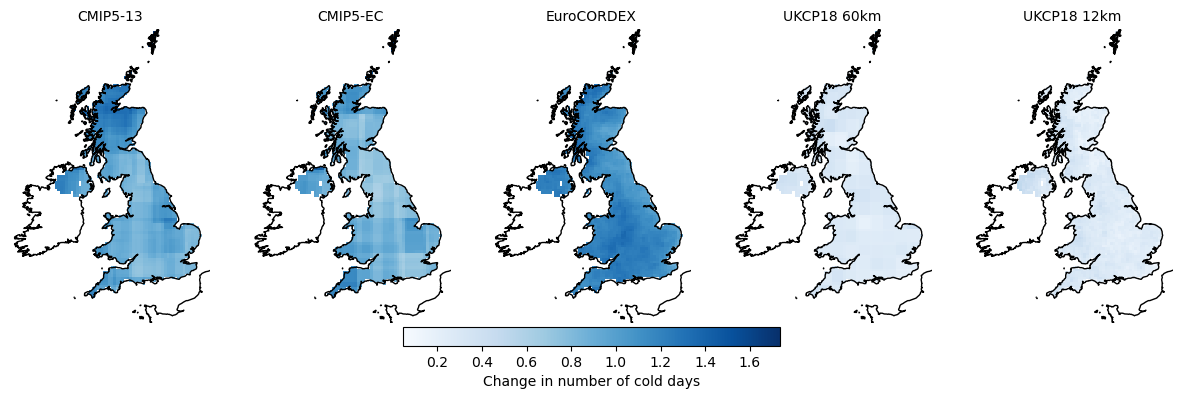 CMIP5-13 CMIP5-EC EuroCORDEX UKCP18 60km UKCP18 12km
0.2 0.4 0.6 0.8 1.0 1.2 1.4 1.6
Change in number of cold days